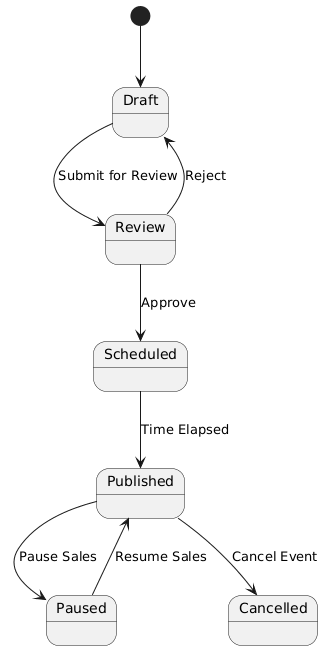 Draft
Submit for Review
Reject
Review
Approve
Scheduled
Time Elapsed
Published
Pause Sales
Resume Sales
Cancel Event
Paused
Cancelled